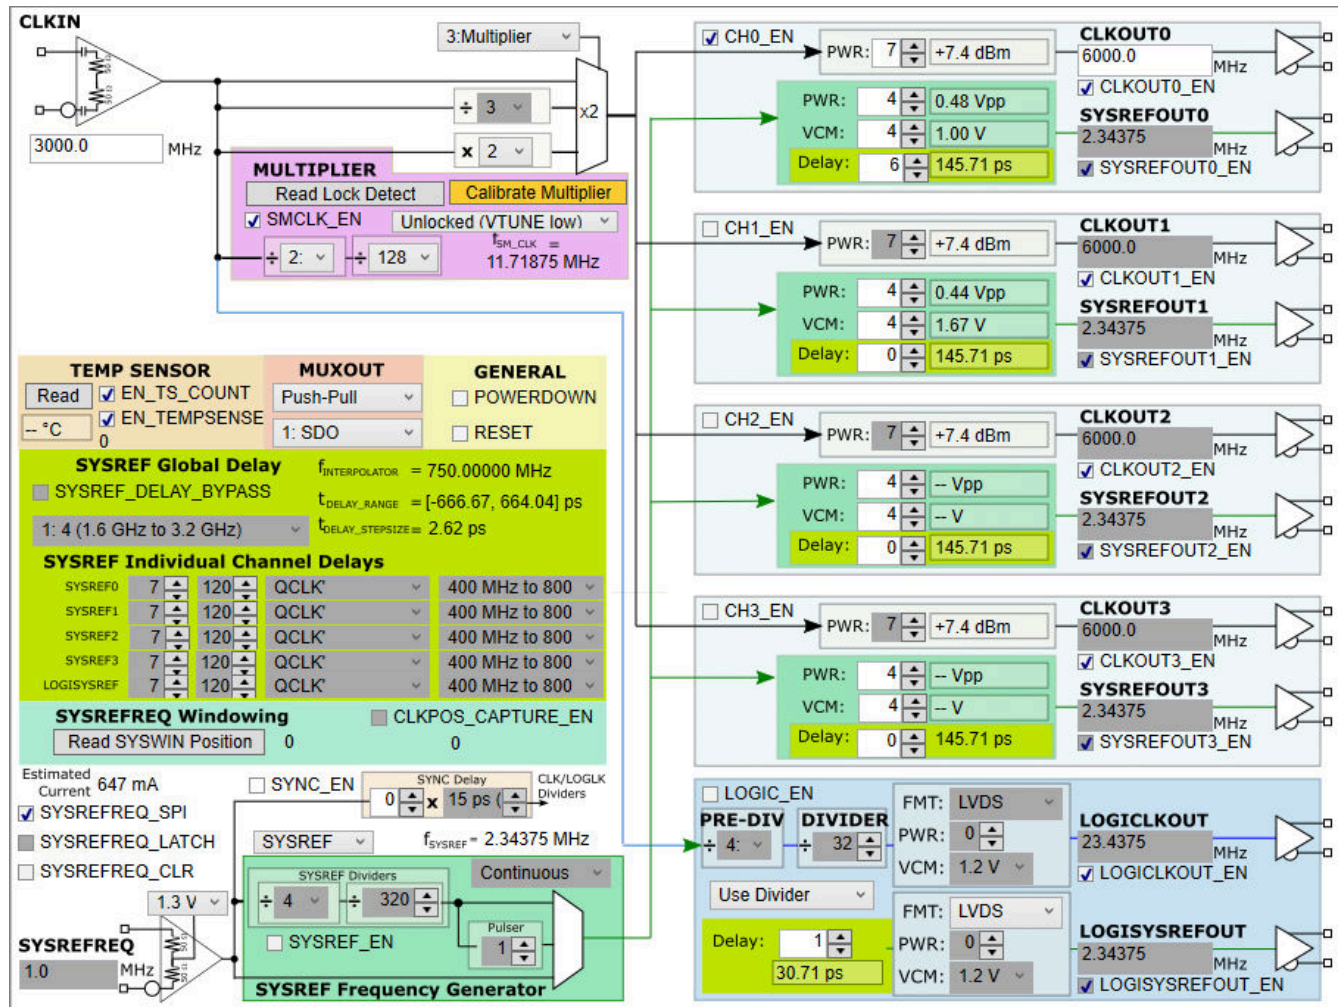 CLKIN
50 Ω
50 Ω
3000.0 MHz
3:Multiplier
÷ 3
x 2
x2
MULTIPLIER
Read Lock Detect
Calibrate Multiplier
SMCLK_EN
Unlocked (VTUNE low)
÷ 2:
÷ 128
fSM_CLK =
11.71875 MHz
TEMP SENSOR
Read
EN_TS_COUNT
-- °C
EN_TEMPSENSE
0
MUXOUT
Push-Pull
1: SDO
GENERAL
POWERDOWN
RESET
SYSREF Global Delay
SYSREF_DELAY_BYPASS
1: 4 (1.6 GHz to 3.2 GHz)
fINTERPOLATOR = 750.00000 MHz
tDELAY_RANGE = [-666.67, 664.04] ps
tDELAY_STEPSIZE = 2.62 ps
SYSREF Individual Channel Delays
SYSREF0 7 120 QCLK' 400 MHz to 800
SYSREF1 7 120 QCLK' 400 MHz to 800
SYSREF2 7 120 QCLK' 400 MHz to 800
SYSREF3 7 120 QCLK' 400 MHz to 800
LOGISYSREF 7 120 QCLK' 400 MHz to 800
SYSREFREQ Windowing
CLKPOS_CAPTURE_EN
Read SYSWIN Position 0
0
Estimated
Current 647 mA
SYSREFREQ_SPI
SYSREFREQ_LATCH
SYSREFREQ_CLR
SYNC_EN
SYNC Delay
0 x 15 ps (
CLK/LOGLK
Dividers
SYSREF
fSYSREF = 2.34375 MHz
1.3 V
SYSREFREQ
1.0 MHz
50 Ω
50 Ω
SYSREF Dividers
÷ 4
÷ 320
Continuous
SYSREF_EN
Pulser
1
SYSREF Frequency Generator
CH0_EN
PWR: 7 +7.4 dBm
CLKOUT0
6000.0 MHz
CLKOUT0_EN
PWR: 4 0.48 Vpp
VCM: 4 1.00 V
Delay: 6 145.71 ps
SYSREFOUT0
2.34375 MHz
SYSREFOUT0_EN
CH1_EN
PWR: 7 +7.4 dBm
CLKOUT1
6000.0 MHz
CLKOUT1_EN
PWR: 4 0.44 Vpp
VCM: 4 1.67 V
Delay: 0 145.71 ps
SYSREFOUT1
2.34375 MHz
SYSREFOUT1_EN
CH2_EN
PWR: 7 +7.4 dBm
CLKOUT2
6000.0 MHz
CLKOUT2_EN
PWR: 4 -- Vpp
VCM: 4 -- V
Delay: 0 145.71 ps
SYSREFOUT2
2.34375 MHz
SYSREFOUT2_EN
CH3_EN
PWR: 7 +7.4 dBm
CLKOUT3
6000.0 MHz
CLKOUT3_EN
PWR: 4 -- Vpp
VCM: 4 -- V
Delay: 0 145.71 ps
SYSREFOUT3
2.34375 MHz
SYSREFOUT3_EN
LOGIC_EN
PRE-DIV
÷ 4:
DIVIDER
÷ 32
Use Divider
FMT: LVDS
PWR: 0
VCM: 1.2 V
LOGICLKOUT
23.4375 MHz
LOGICLKOUT_EN
Delay: 1
30.71 ps
FMT: LVDS
PWR: 0
VCM: 1.2 V
LOGISYSREFOUT
2.34375 MHz
LOGISYSREFOUT_EN